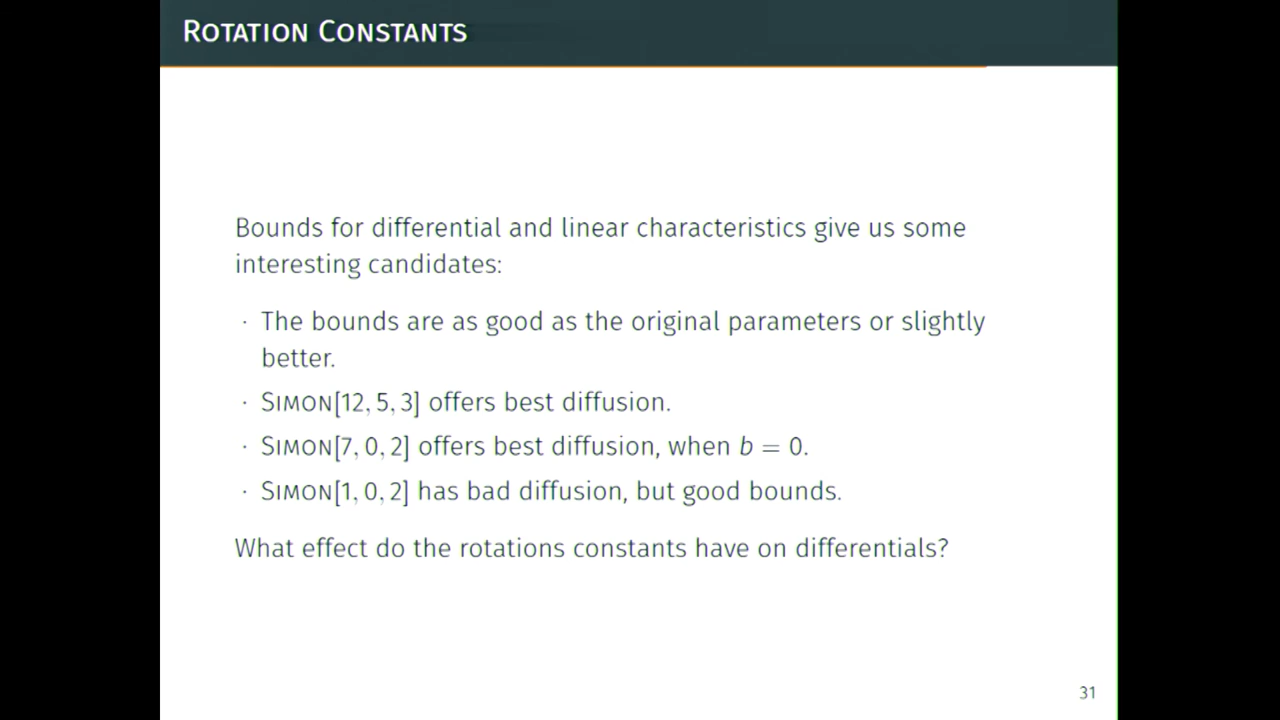 Rotation Constants
Bounds for differential and linear characteristics give us some
interesting candidates:
· The bounds are as good as the original parameters or slightly
better.
· Simon[12, 5, 3] offers best diffusion.
· Simon[7, 0, 2] offers best diffusion, when b = 0.
· Simon[1, 0, 2] has bad diffusion, but good bounds.
What effect do the rotations constants have on differentials?
31